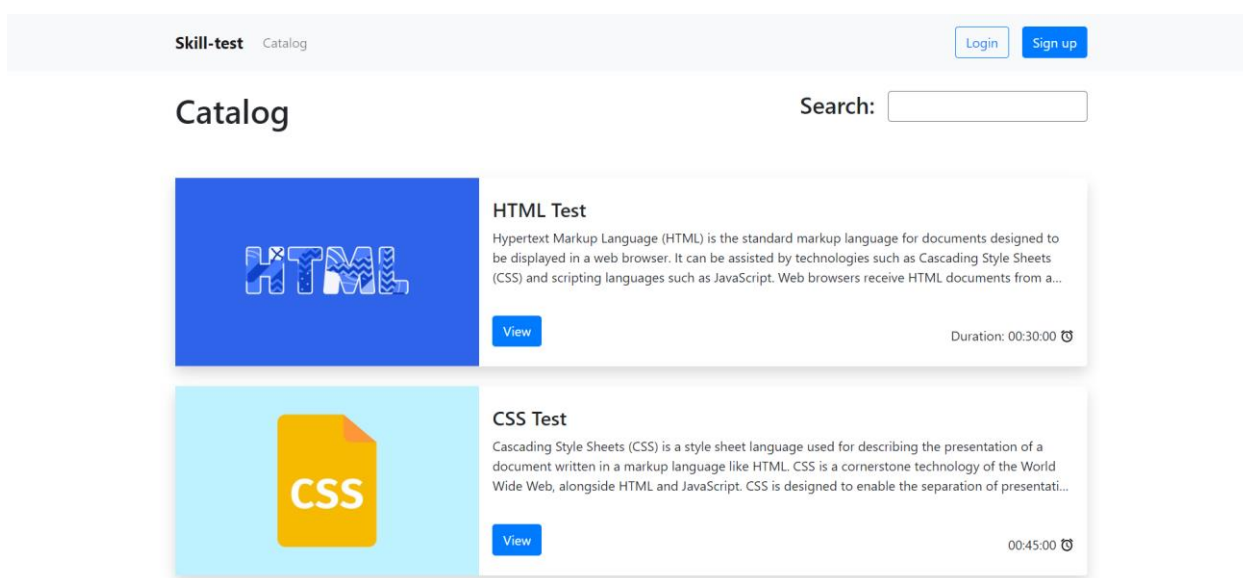 Skill-test Catalog Login Sign up
Catalog Search:
HTML
HTML Test
Hypertext Markup Language (HTML) is the standard markup language for documents designed to
be displayed in a web browser. It can be assisted by technologies such as Cascading Style Sheets
(CSS) and scripting languages such as JavaScript. Web browsers receive HTML documents from a...
View Duration: 00:30:00
CSS
CSS Test
Cascading Style Sheets (CSS) is a style sheet language used for describing the presentation of a
document written in a markup language like HTML. CSS is a cornerstone technology of the World
Wide Web, alongside HTML and JavaScript. CSS is designed to enable the separation of presentati...
View 00:45:00